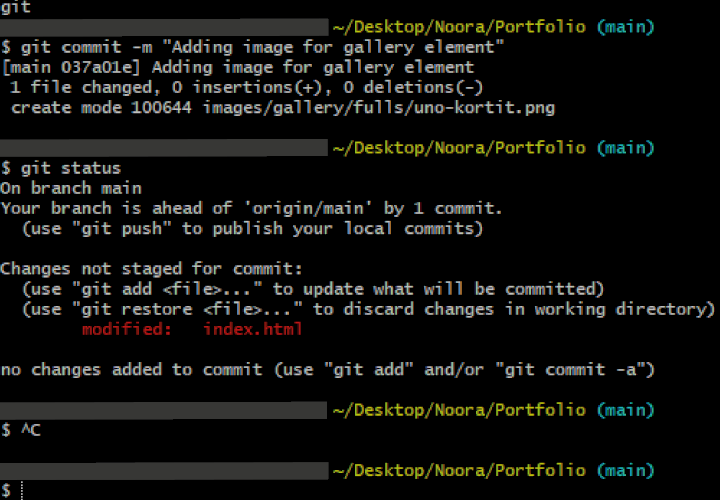 git
~/Desktop/Noora/Portfolio (main)
$ git commit -m "Adding image for gallery element"
[main 037a01e] Adding image for gallery element
1 file changed, 0 insertions(+), 0 deletions(-)
create mode 100644 images/gallery/fulls/uno-kortit.png
~/Desktop/Noora/Portfolio (main)
$ git status
On branch main
Your branch is ahead of 'origin/main' by 1 commit.
(use "git push" to publish your local commits)
Changes not staged for commit:
(use "git add <file>..." to update what will be committed)
(use "git restore <file>..." to discard changes in working directory)
modified:   index.html
no changes added to commit (use "git add" and/or "git commit -a")
~/Desktop/Noora/Portfolio (main)
$ ^C
~/Desktop/Noora/Portfolio (main)
$